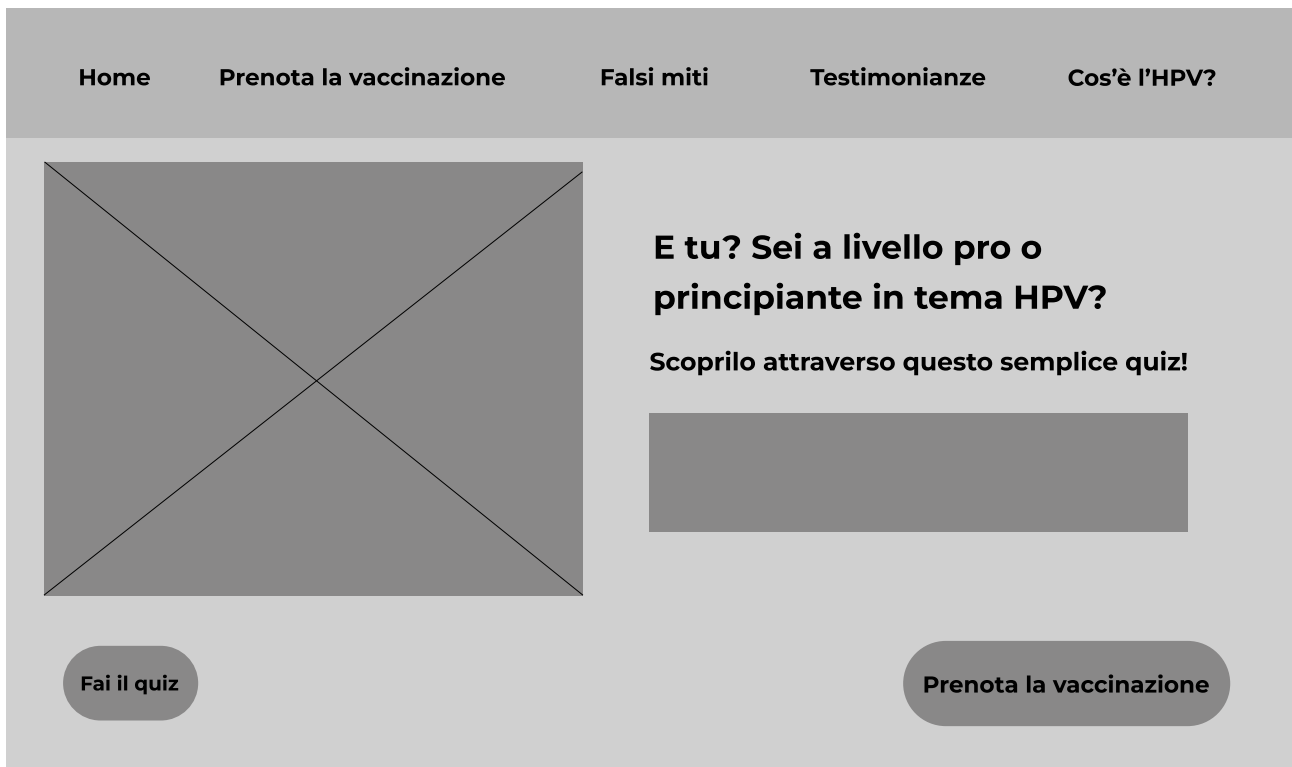 Home
Prenota la vaccinazione
Falsi miti
Testimonianze
Cos’è l’HPV?
E tu? Sei a livello pro o
principiante in tema HPV?
Scoprilo attraverso questo semplice quiz!
Fai il quiz
Prenota la vaccinazione